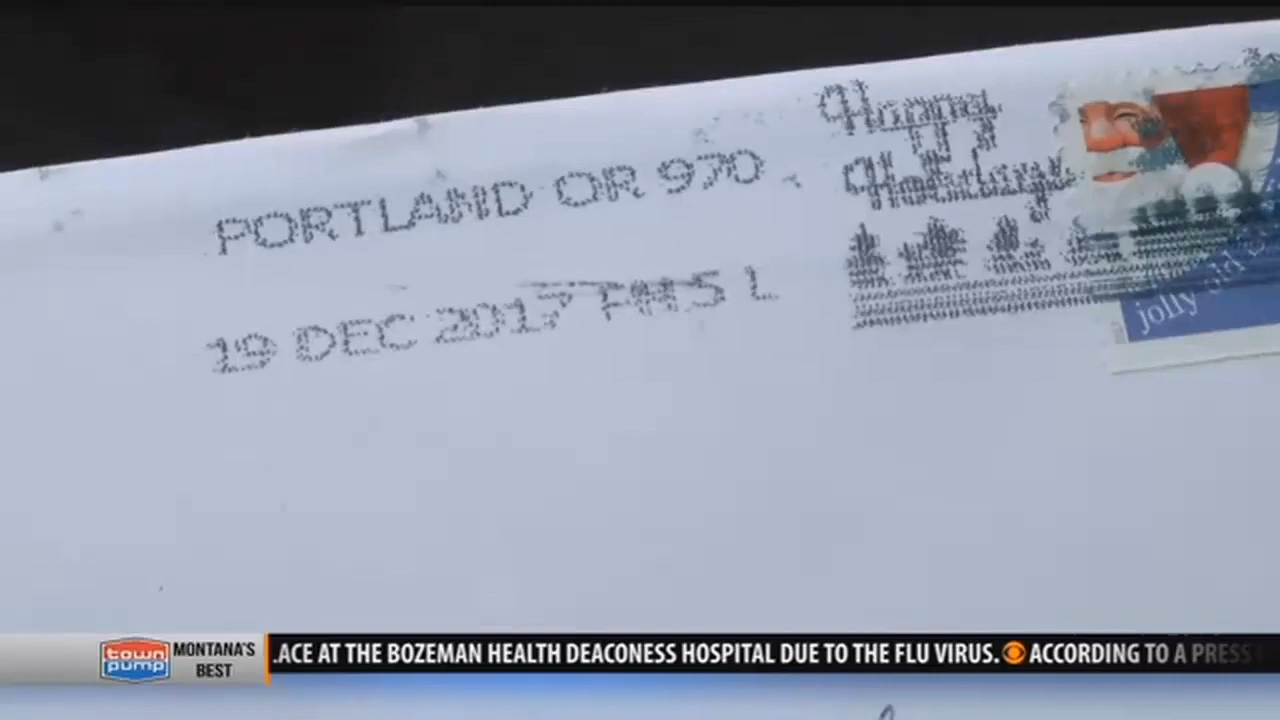 PORTLAND OR 970
19 DEC 2017 PM 5 L
Happy
Holidays
jolly old
town
pump
MONTANA'S
BEST
.ACE AT THE BOZEMAN HEALTH DEACONESS HOSPITAL DUE TO THE FLU VIRUS. ACCORDING TO A PRESS